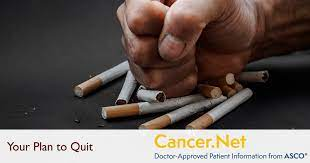 Your Plan to Quit
Cancer.Net
Doctor-Approved Patient Information from ASCO®